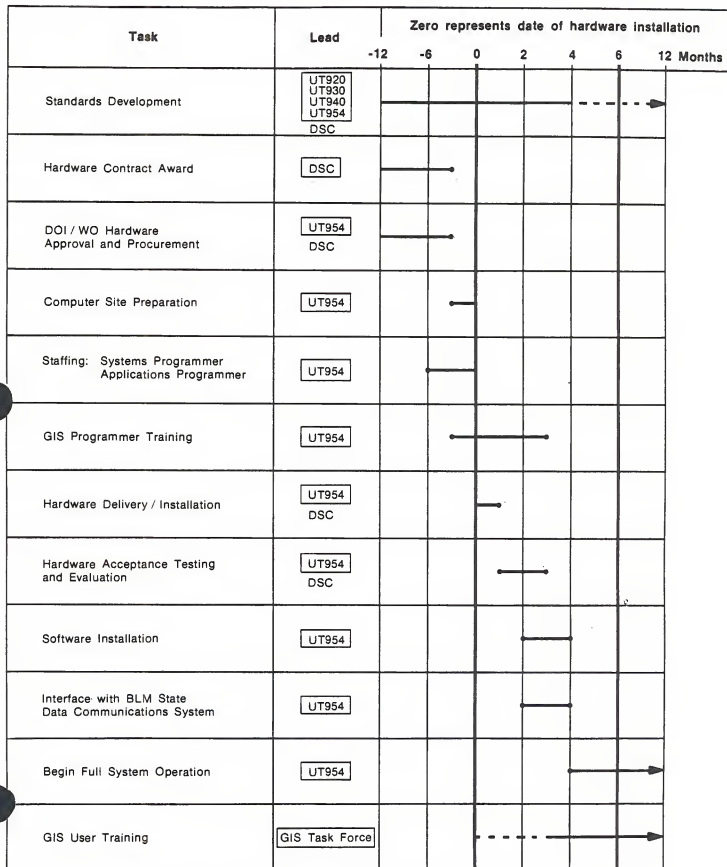 Task
Lead
Zero represents date of hardware installation
-12 -6 0 2 4 6 12 Months
Standards Development
UT920
UT930
UT940
UT954
DSC
Hardware Contract Award
DSC
DOI / WO Hardware
Approval and Procurement
UT954
DSC
Computer Site Preparation
UT954
Staffing: Systems Programmer
Applications Programmer
UT954
GIS Programmer Training
UT954
Hardware Delivery / Installation
UT954
DSC
Hardware Acceptance Testing
and Evaluation
UT954
DSC
Software Installation
UT954
Interface with BLM State
Data Communications System
UT954
Begin Full System Operation
UT954
GIS User Training
GIS Task Force